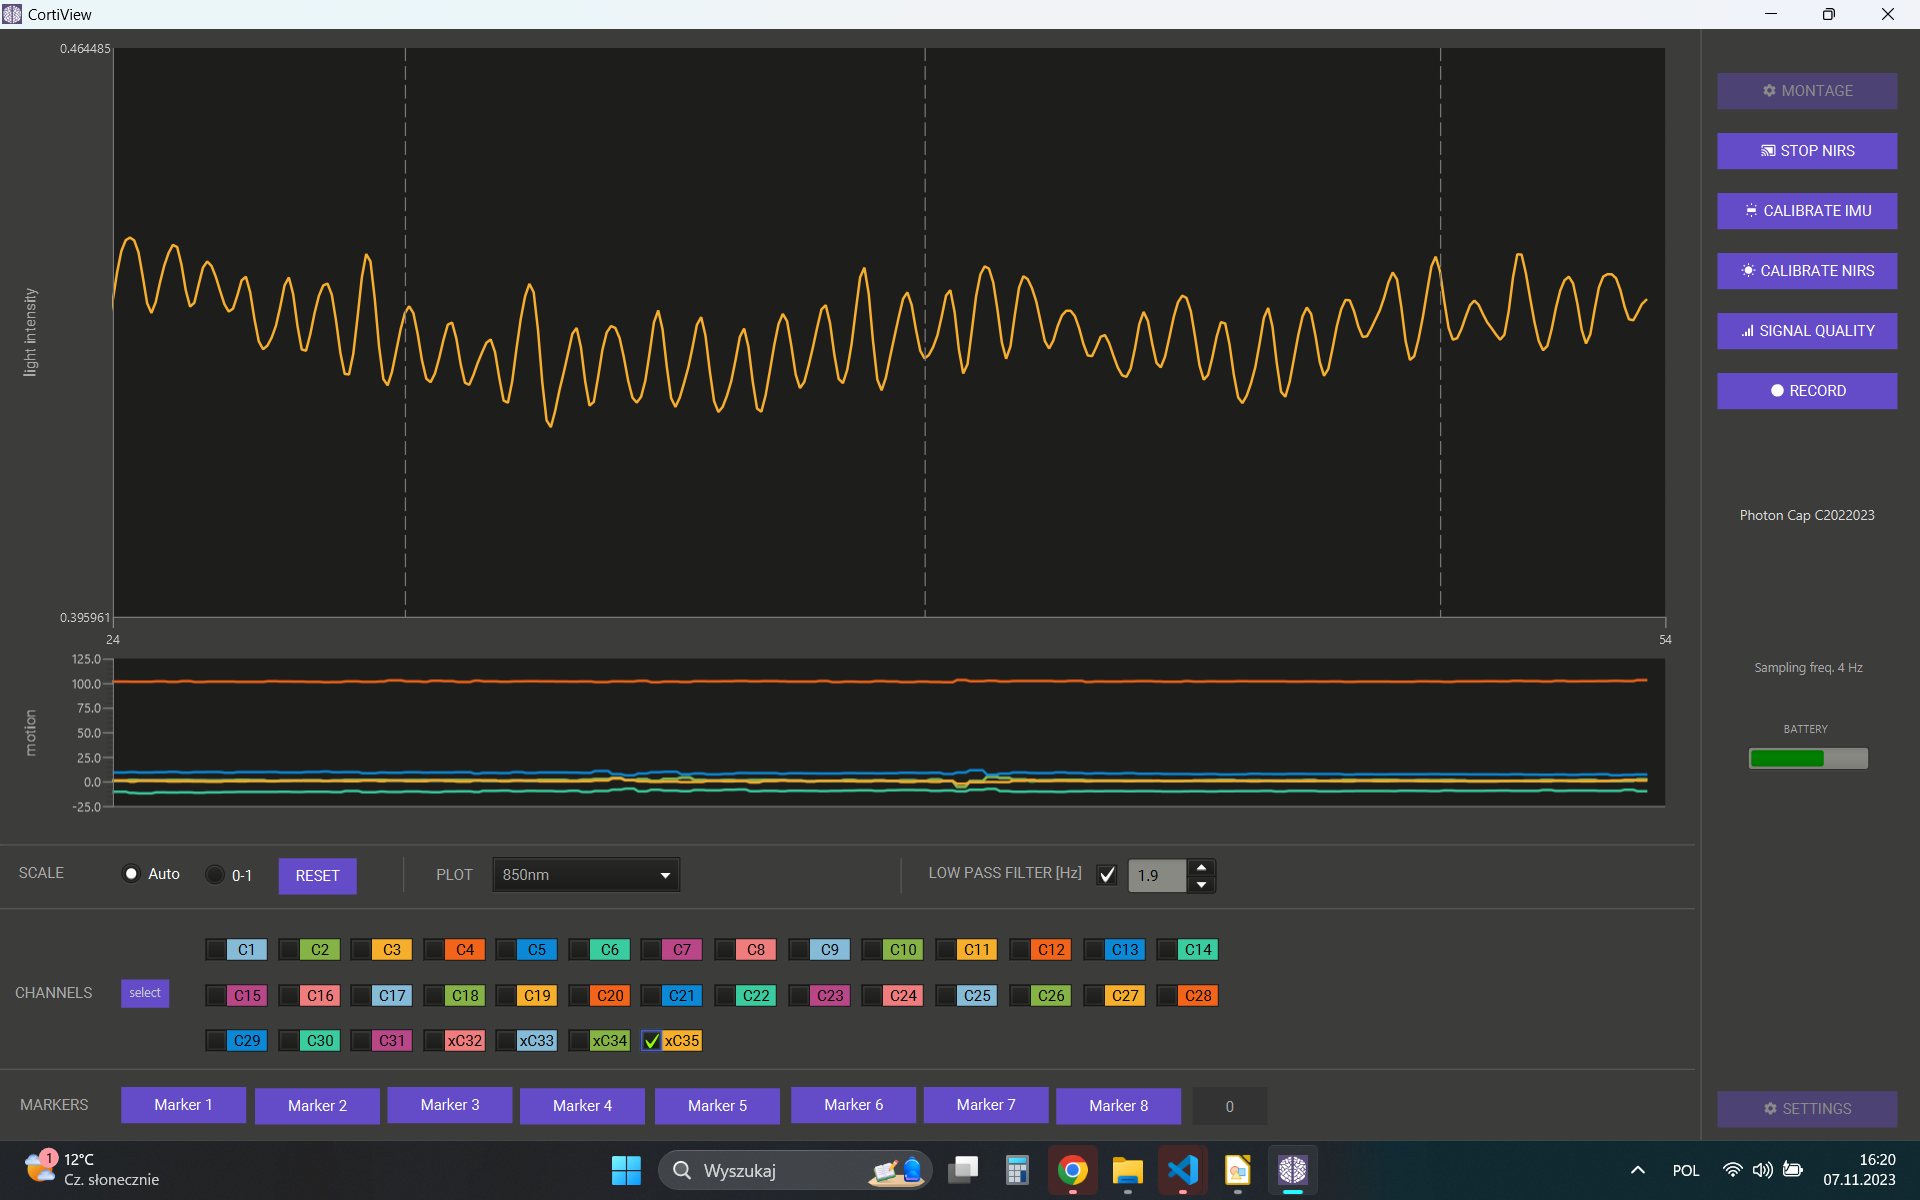 CortiView
0.464485
light intensity
0.395961
24
54
125.0
100.0
75.0
50.0
25.0
0.0
-25.0
motion
MONTAGE
STOP NIRS
CALIBRATE IMU
CALIBRATE NIRS
SIGNAL QUALITY
RECORD
Photon Cap C2022023
Sampling freq. 4 Hz
BATTERY
SCALE Auto 0-1 RESET PLOT 850nm LOW PASS FILTER [Hz] 1.9
C1 C2 C3 C4 C5 C6 C7 C8 C9 C10 C11 C12 C13 C14
CHANNELS select C15 C16 C17 C18 C19 C20 C21 C22 C23 C24 C25 C26 C27 C28
C29 C30 C31 xC32 xC33 xC34 xC35
MARKERS Marker 1 Marker 2 Marker 3 Marker 4 Marker 5 Marker 6 Marker 7 Marker 8 0
SETTINGS
1
12°C
Cz. słonecznie
Wyszukaj
POL
16:20
07.11.2023